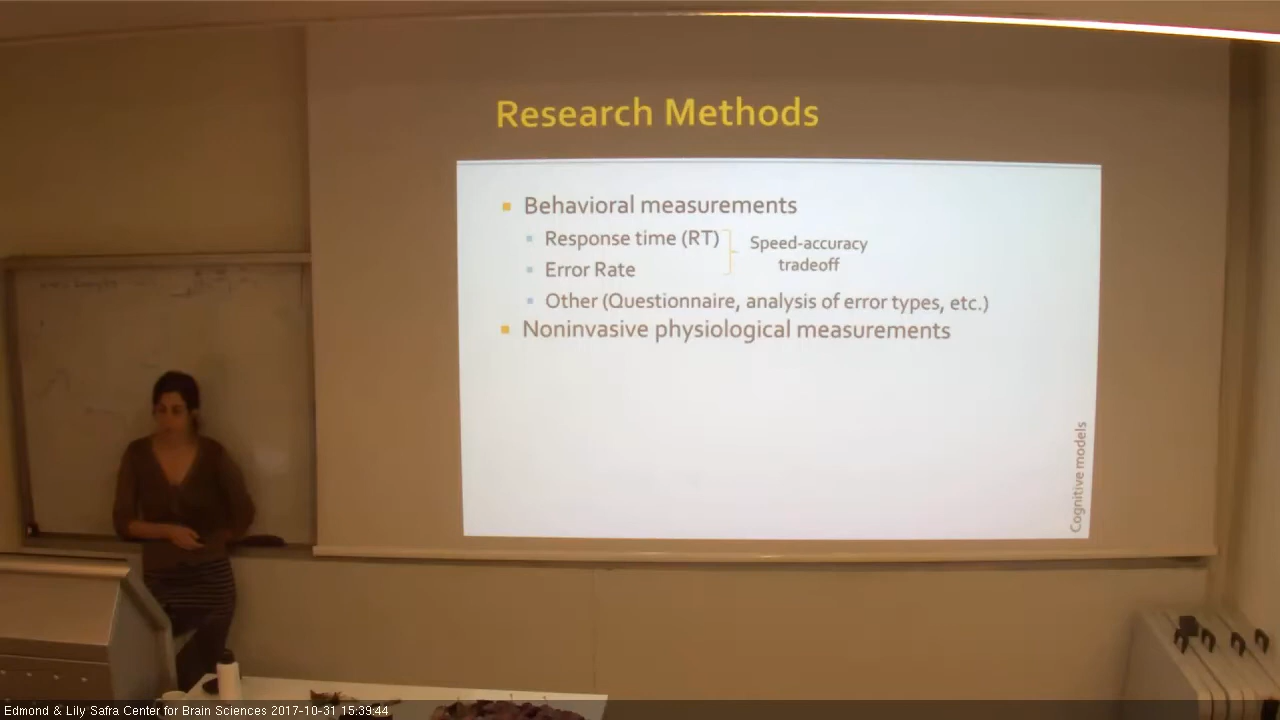 Research Methods
Behavioral measurements
Response time (RT)
Error Rate
Speed-accuracy
tradeoff
Other (Questionnaire, analysis of error types, etc.)
Noninvasive physiological measurements
Cognitive models
Edmond & Lily Safra Center for Brain Sciences 2017-10-31 15:39:44